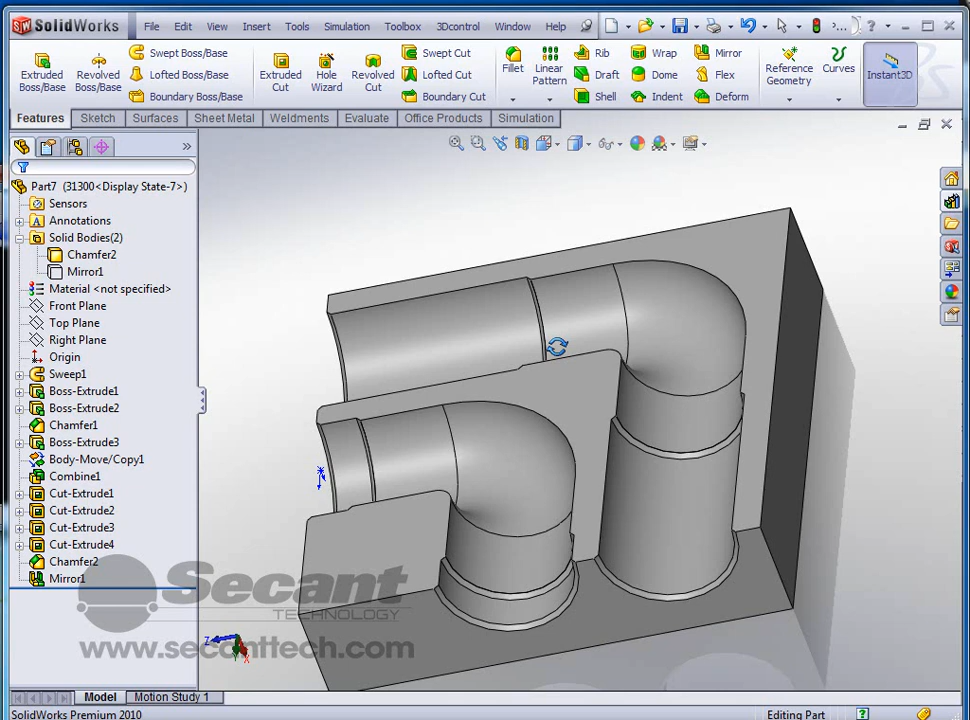 SolidWorks File Edit View Insert Tools Simulation Toolbox 3Dcontrol Window Help
Extruded Boss/Base
Revolved Boss/Base
Swept Boss/Base
Lofted Boss/Base
Boundary Boss/Base
Extruded Cut
Hole Wizard
Revolved Cut
Swept Cut
Lofted Cut
Boundary Cut
Fillet
Linear Pattern
Rib
Draft
Shell
Wrap
Dome
Indent
Mirror
Flex
Deform
Reference Geometry
Curves
Instant3D
Features Sketch Surfaces Sheet Metal Weldments Evaluate Office Products Simulation
Part7 (31300<Display State-7>)
Sensors
Annotations
Solid Bodies(2)
Chamfer2
Mirror1
Material <not specified>
Front Plane
Top Plane
Right Plane
Origin
Sweep1
Boss-Extrude1
Boss-Extrude2
Chamfer1
Boss-Extrude3
Body-Move/Copy1
Combine1
Cut-Extrude1
Cut-Extrude2
Cut-Extrude3
Cut-Extrude4
Chamfer2
Mirror1
Secant
TECHNOLOGY
www.secanttech.com
Z
X
Model Motion Study 1
SolidWorks Premium 2010 Editing Part